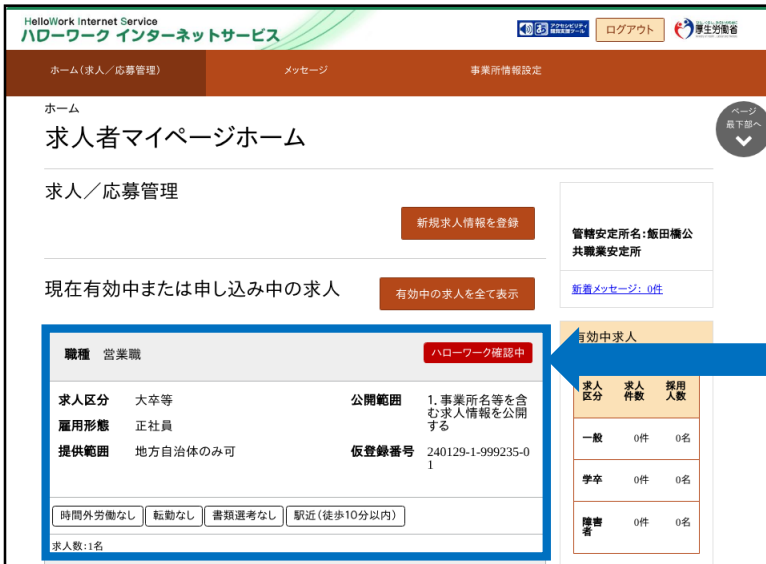 HelloWork Internet Service
ハローワーク インターネットサービス
アクセシビリティ
閲覧支援ツール
ログアウト
厚生労働省
ホーム(求人/応募管理)
メッセージ
事業所情報設定
ホーム
求人者マイページホーム
ページ
最下部へ
求人/応募管理
新規求人情報を登録
現在有効中または申し込み中の求人
有効中の求人を全て表示
職種 営業職
ハローワーク確認中
求人区分 大卒等
雇用形態 正社員
提供範囲 地方自治体のみ可
公開範囲 1.事業所名等を含
む求人情報を公開
する
仮登録番号 240129-1-999235-0
1
時間外労働なし 転勤なし 書類選考なし 駅近(徒歩10分以内)
求人数:1名
管轄安定所名:飯田橋公
共職業安定所
新着メッセージ: 0件
有効中求人
求人
区分
求人
件数
採用
人数
一般 0件 0名
学卒 0件 0名
障害
者 0件 0名